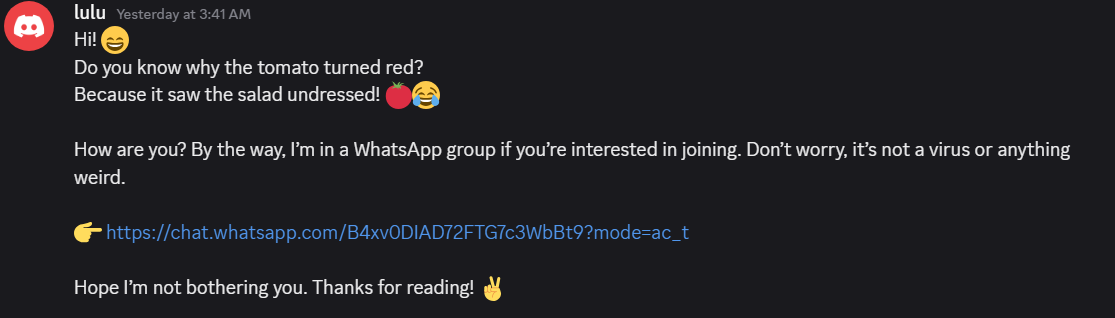 lulu Yesterday at 3:41 AM
Hi! 😄
Do you know why the tomato turned red?
Because it saw the salad undressed! 🍅😂
How are you? By the way, I’m in a WhatsApp group if you’re interested in joining. Don’t worry, it’s not a virus or anything
weird.
👉 https://chat.whatsapp.com/B4xv0DIAD72FTG7c3WbBt9?mode=ac_t
Hope I’m not bothering you. Thanks for reading! ✌️